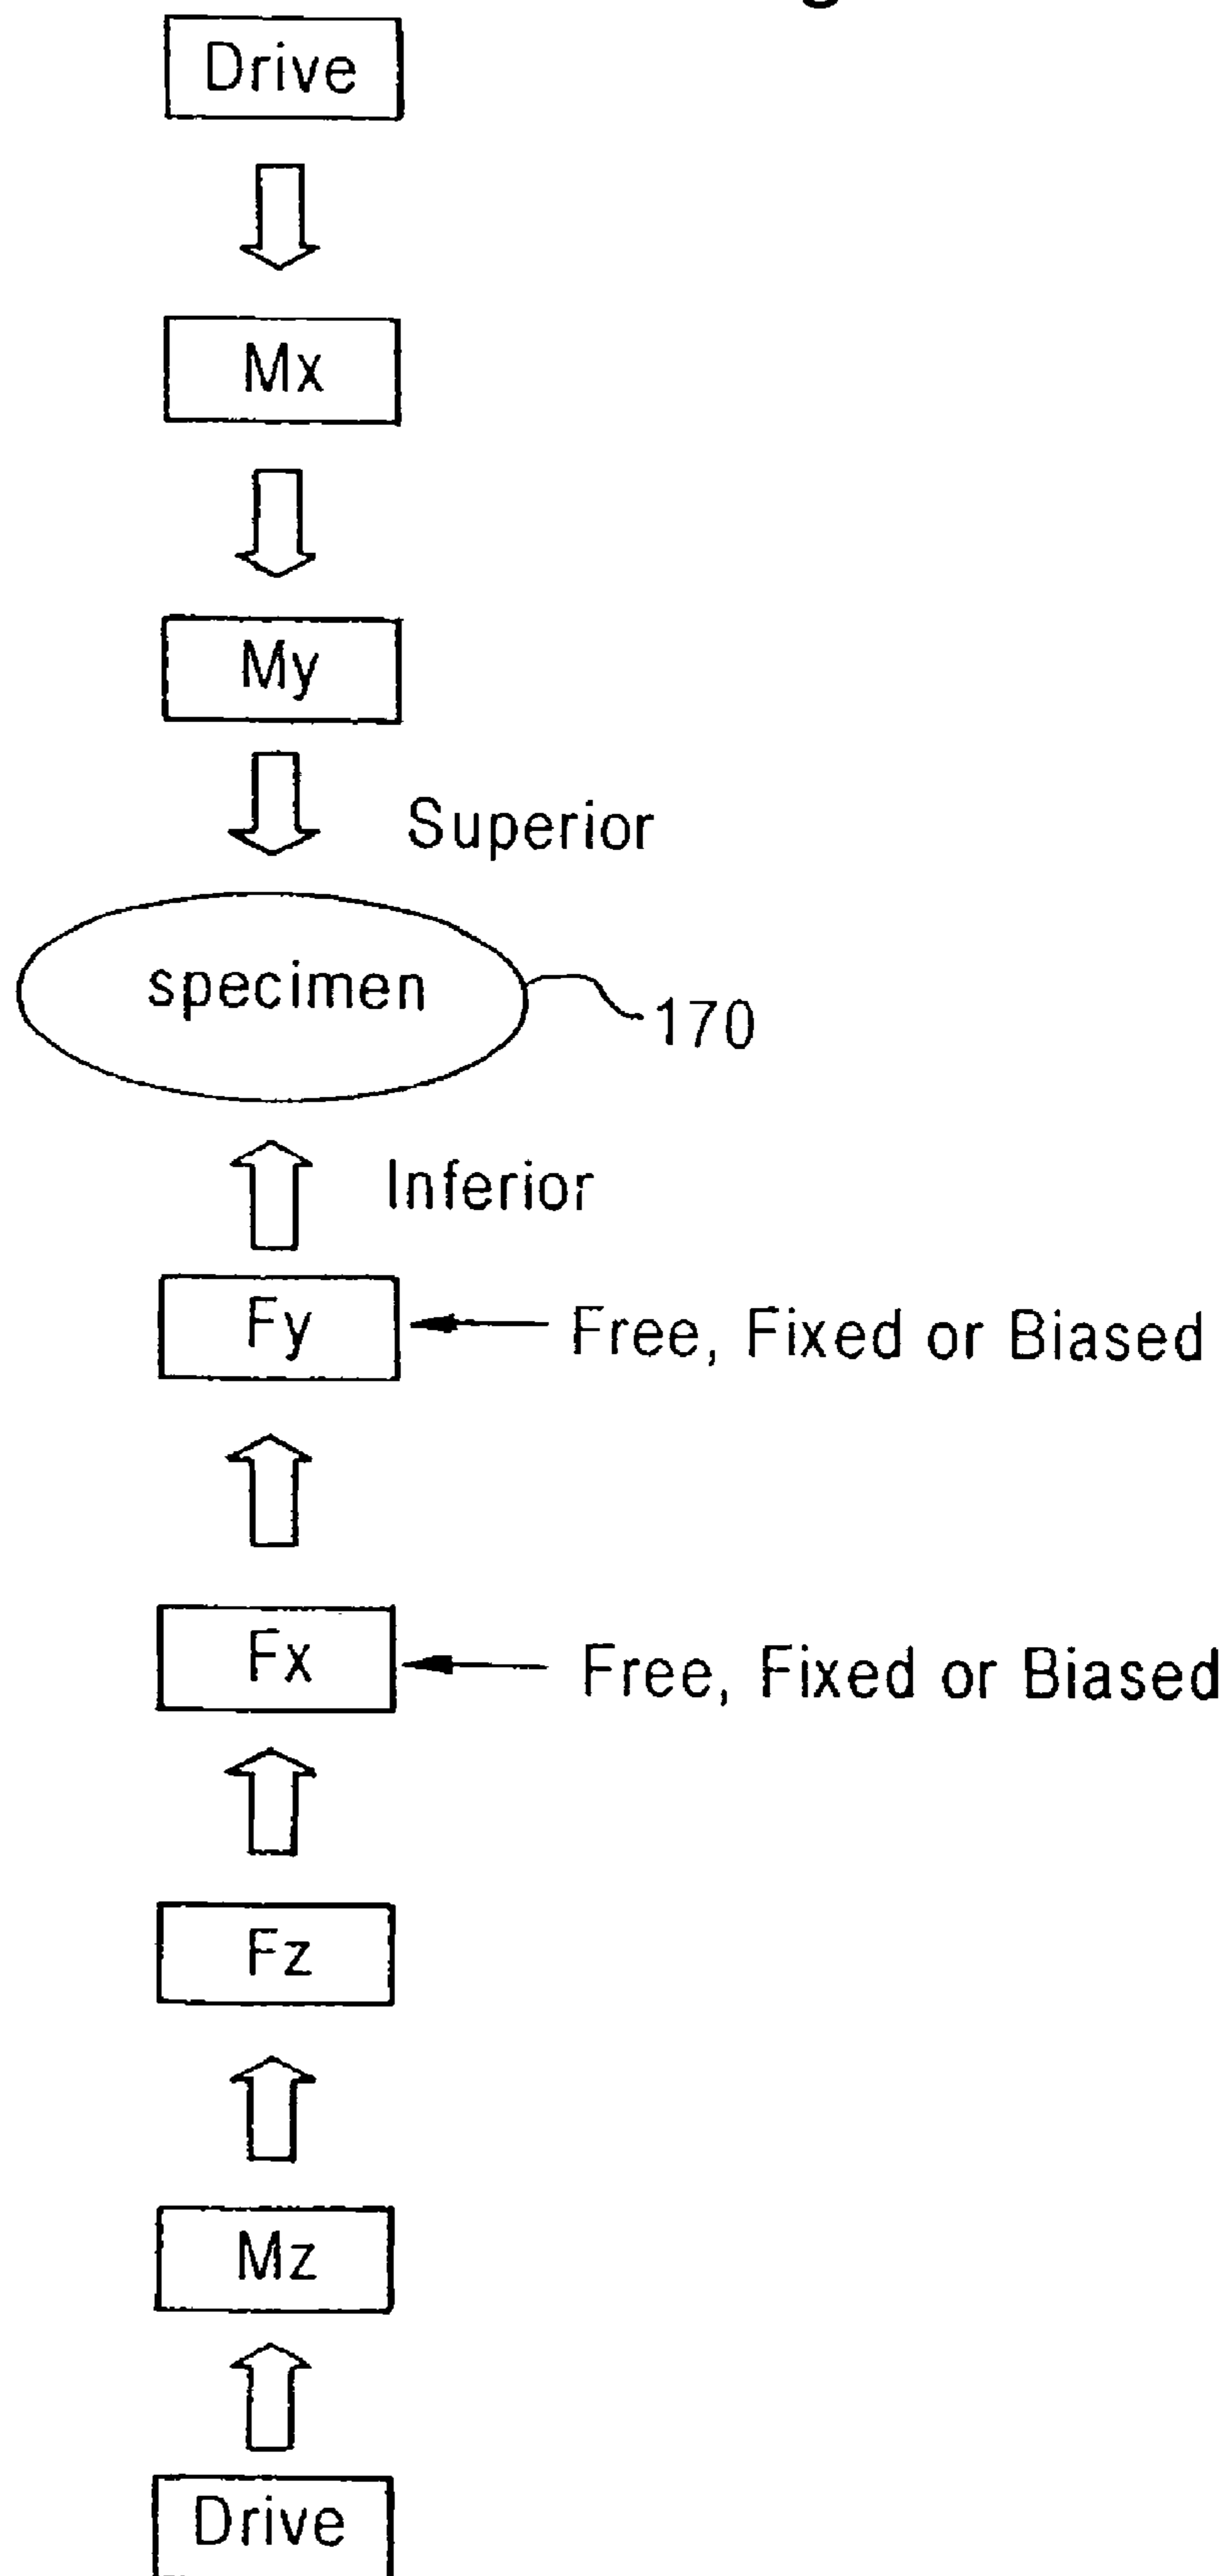 Drive
Mx
My
Superior
specimen
170
Inferior
Fy
Free, Fixed or Biased
Fx
Free, Fixed or Biased
Fz
Mz
Drive